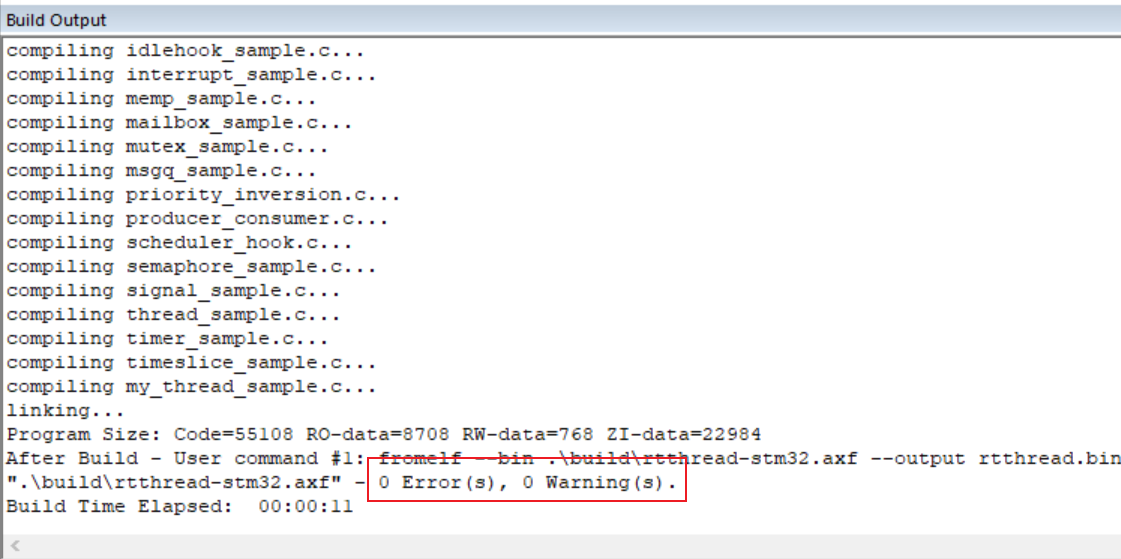 Build Output
compiling idlehook_sample.c...
compiling interrupt_sample.c...
compiling memp_sample.c...
compiling mailbox_sample.c...
compiling mutex_sample.c...
compiling msgq_sample.c...
compiling priority_inversion.c...
compiling producer_consumer.c...
compiling scheduler_hook.c...
compiling semaphore_sample.c...
compiling signal_sample.c...
compiling thread_sample.c...
compiling timer_sample.c...
compiling timeslice_sample.c...
compiling my_thread_sample.c...
linking...
Program Size: Code=55108 RO-data=8708 RW-data=768 ZI-data=22984
After Build - User command #1: fromelf --bin .\build\rtthread-stm32.axf --output rtthread.bin
".\build\rtthread-stm32.axf" - 0 Error(s), 0 Warning(s).
Build Time Elapsed:  00:00:11